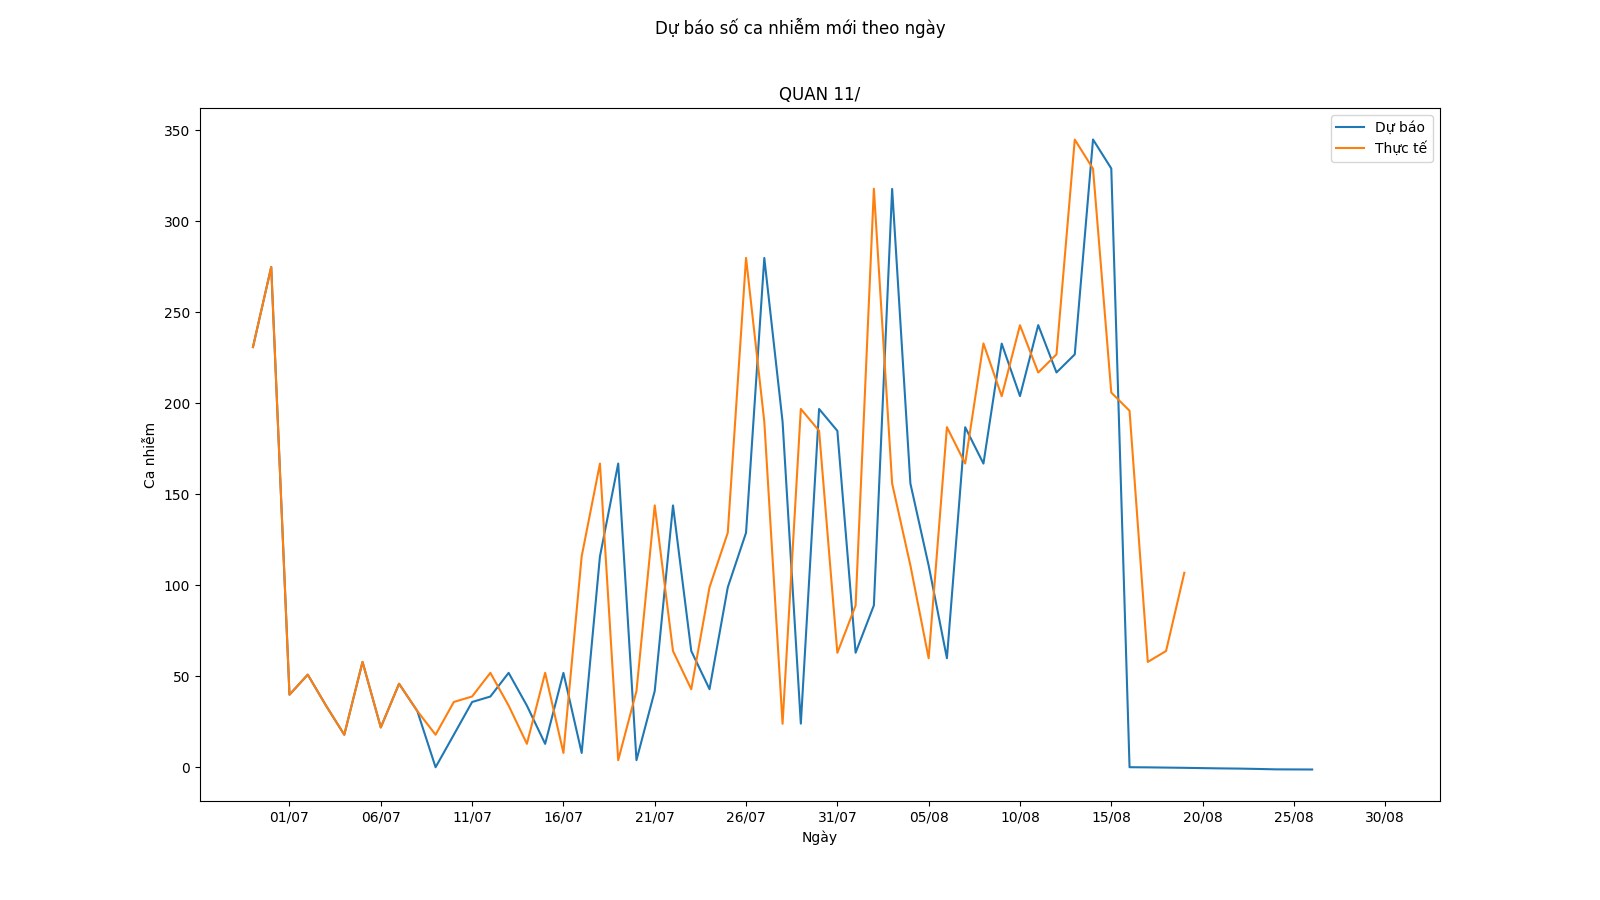 Dự báo số ca nhiễm mới theo ngày
QUAN 11/
Dự báo
Thực tế
350
300
250
200
150
100
50
0
Ca nhiễm
01/07 06/07 11/07 16/07 21/07 26/07 31/07 05/08 10/08 15/08 20/08 25/08 30/08
Ngày